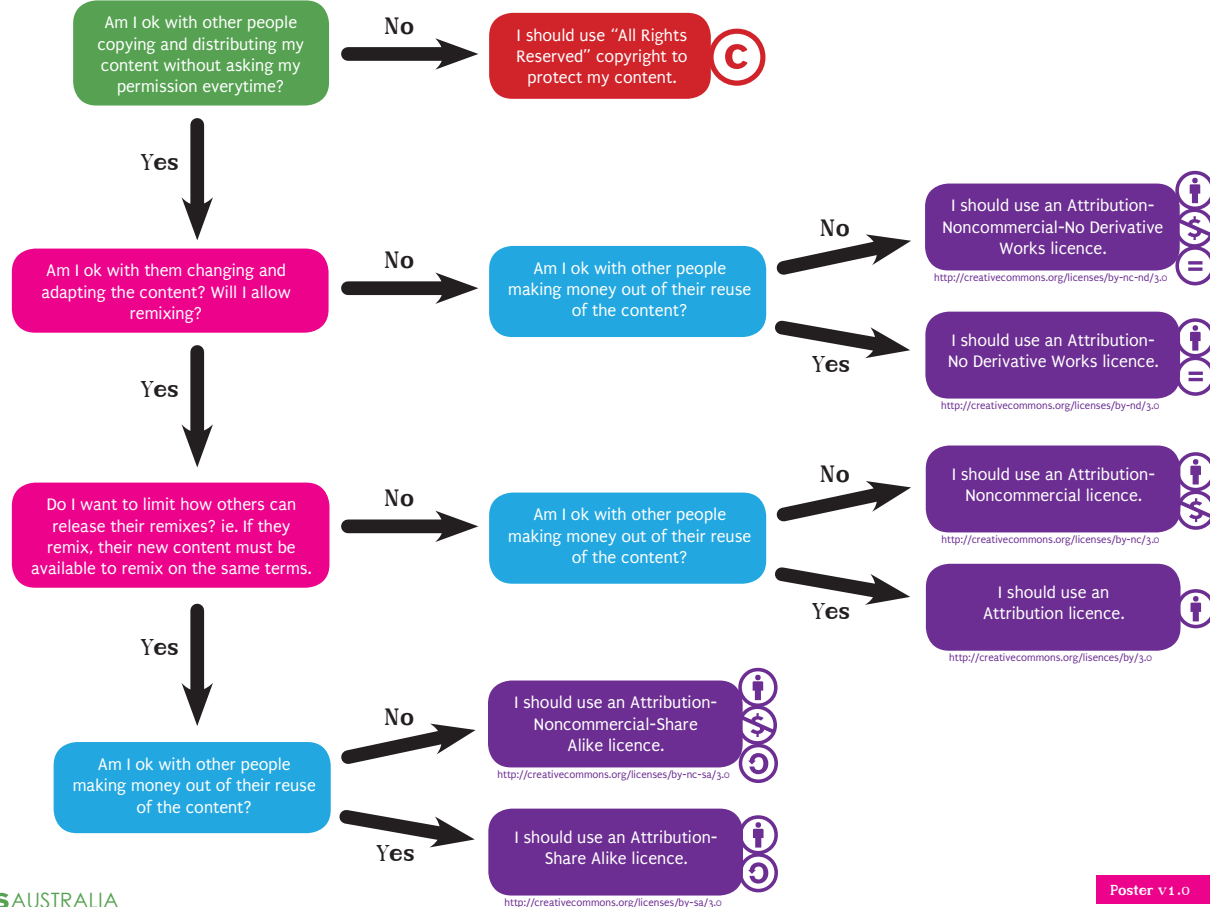 Am I ok with other people
copying and distributing my
content without asking my
permission everytime?
No
I should use “All Rights
Reserved” copyright to
protect my content.
C
Yes
Am I ok with them changing and
adapting the content? Will I allow
remixing?
No
Am I ok with other people
making money out of their reuse
of the content?
No
I should use an Attribution-
Noncommercial-No Derivative
Works licence.
$
=
http://creativecommons.org/licenses/by-nc-nd/3.0
Yes
I should use an Attribution-
No Derivative Works licence.
=
http://creativecommons.org/licenses/by-nd/3.0
Yes
Do I want to limit how others can
release their remixes? ie. If they
remix, their new content must be
available to remix on the same terms.
No
Am I ok with other people
making money out of their reuse
of the content?
No
I should use an Attribution-
Noncommercial licence.
$
http://creativecommons.org/licenses/by-nc/3.0
Yes
I should use an
Attribution licence.
http://creativecommons.org/lisences/by/3.0
Yes
Am I ok with other people
making money out of their reuse
of the content?
No
I should use an Attribution-
Noncommercial-Share
Alike licence.
$
http://creativecommons.org/licenses/by-nc-sa/3.0
Yes
I should use an Attribution-
Share Alike licence.
http://creativecommons.org/licenses/by-sa/3.0
S AUSTRALIA
Poster v1.0